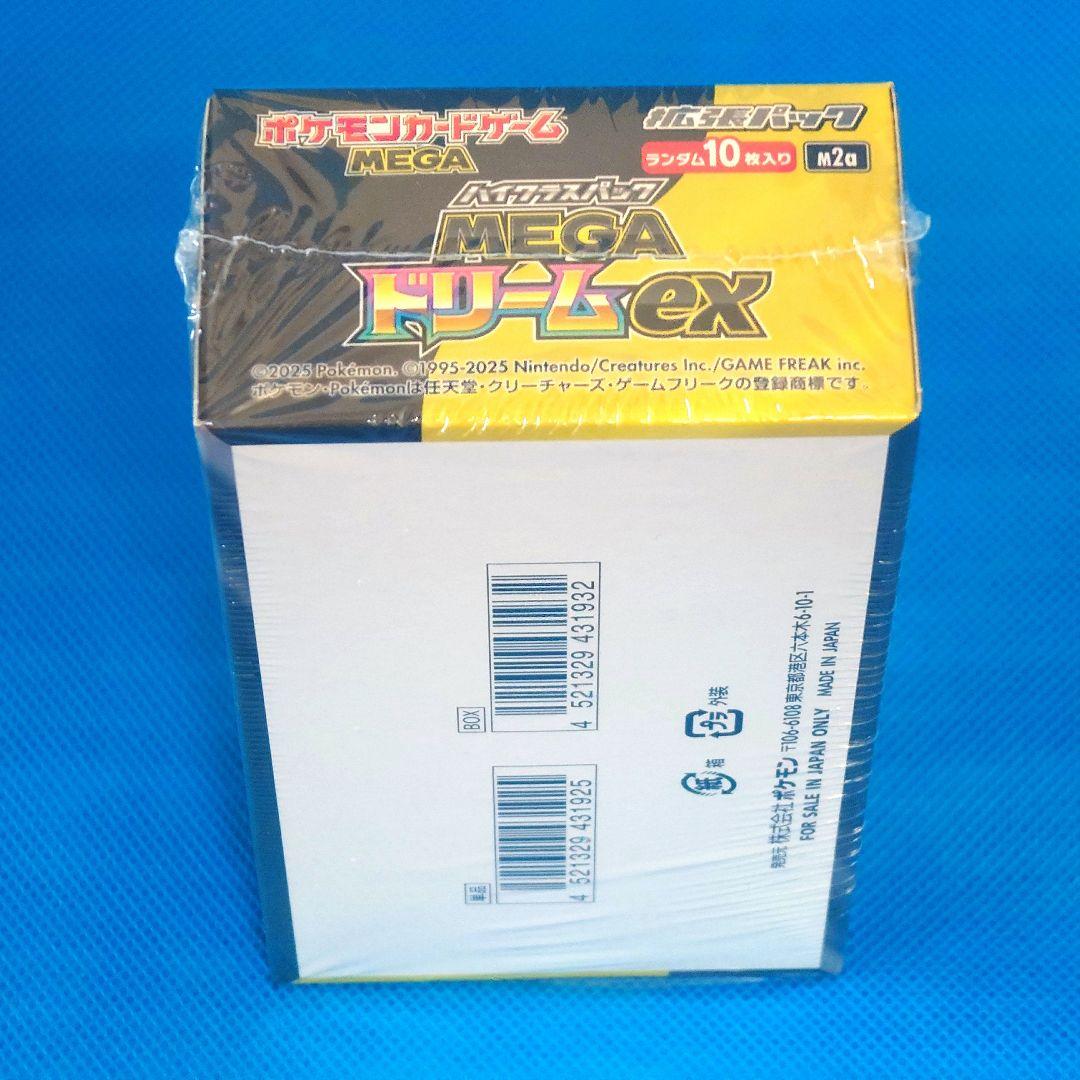 ポケモンカードゲーム
MEGA
拡張パック
ランダム10枚入り
M2a
ハイクラスパック
MEGA
ドリームex
©2025 Pokémon. ©1995-2025 Nintendo/Creatures Inc./GAME FREAK inc.
ポケモン・Pokémonは任天堂・クリーチャーズ・ゲームフリークの登録商標です。
BOX
4 521329 431932
単品
4 521329 431925
プラ 外装
紙 箱
発売元 株式会社ポケモン 〒106-6108 東京都港区六本木6-10-1
FOR SALE IN JAPAN ONLY MADE IN JAPAN